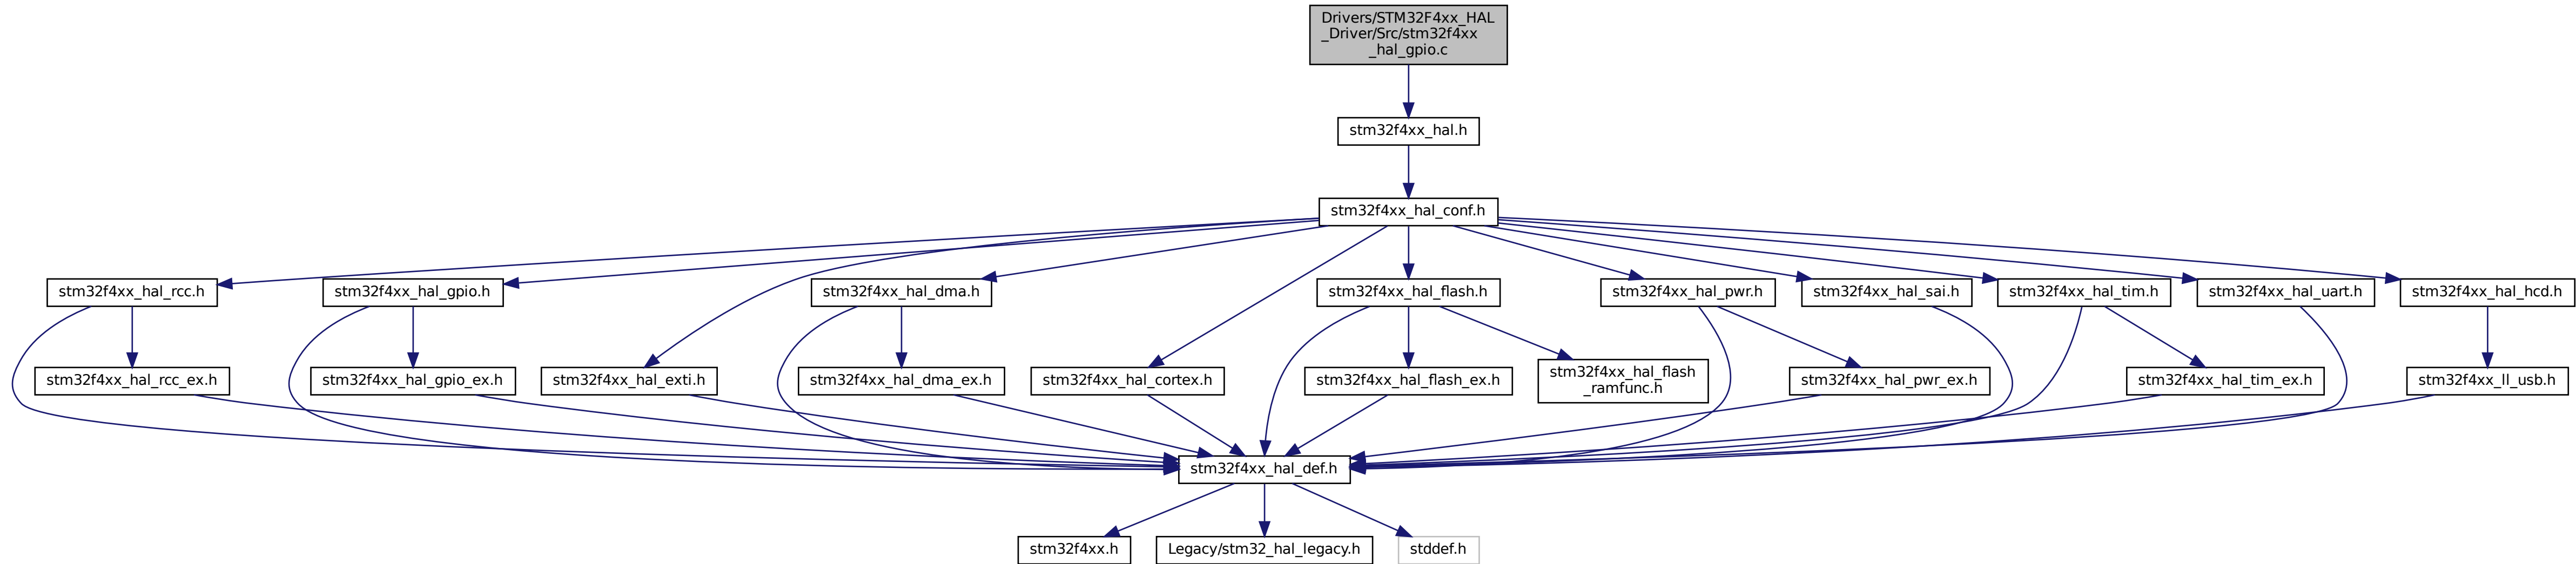 Drivers/STM32F4xx_HAL
_Driver/Src/stm32f4xx
_hal_gpio.c
stm32f4xx_hal.h
stm32f4xx_hal_conf.h
stm32f4xx_hal_rcc.h
stm32f4xx_hal_gpio.h
stm32f4xx_hal_dma.h
stm32f4xx_hal_flash.h
stm32f4xx_hal_pwr.h
stm32f4xx_hal_sai.h
stm32f4xx_hal_tim.h
stm32f4xx_hal_uart.h
stm32f4xx_hal_hcd.h
stm32f4xx_hal_rcc_ex.h
stm32f4xx_hal_gpio_ex.h
stm32f4xx_hal_exti.h
stm32f4xx_hal_dma_ex.h
stm32f4xx_hal_cortex.h
stm32f4xx_hal_flash_ex.h
stm32f4xx_hal_flash
_ramfunc.h
stm32f4xx_hal_pwr_ex.h
stm32f4xx_hal_tim_ex.h
stm32f4xx_ll_usb.h
stm32f4xx_hal_def.h
stm32f4xx.h
Legacy/stm32_hal_legacy.h
stddef.h